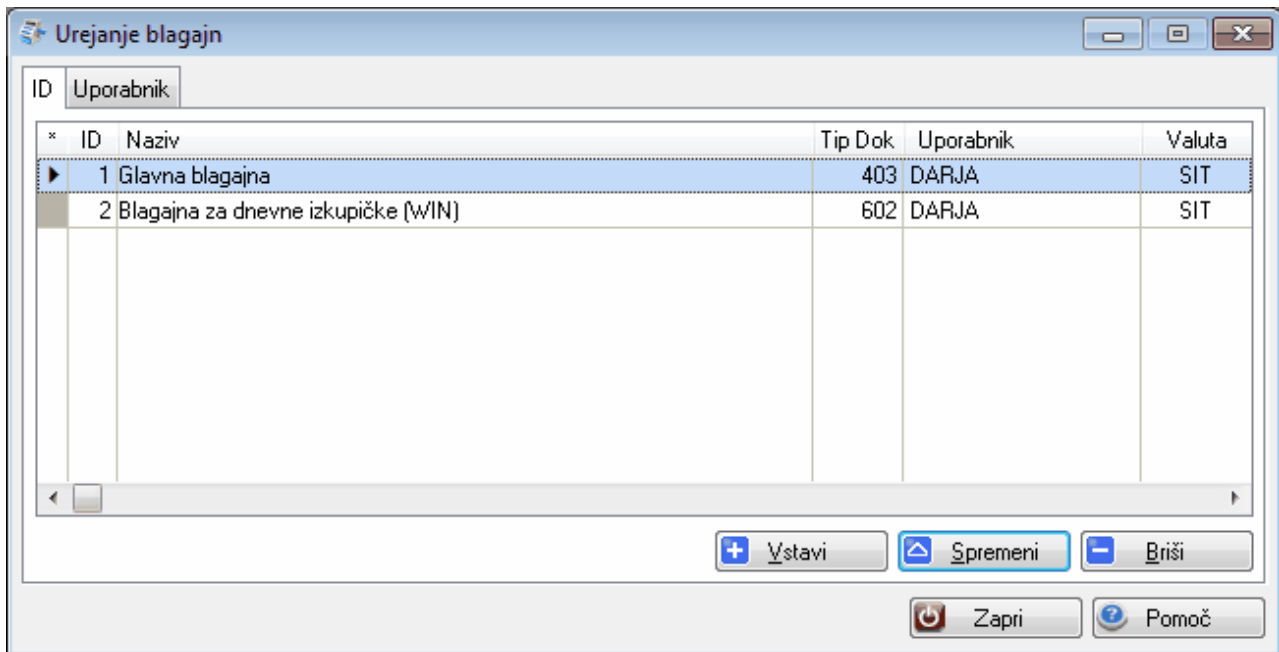 Urejanje blagajn
ID Uporabnik
* ID Naziv Tip Dok Uporabnik Valuta
1 Glavna blagajna 403 DARJA SIT
2 Blagajna za dnevne izkupičke (WIN) 602 DARJA SIT
Vstavi Spremeni Briši
Zapri Pomoč